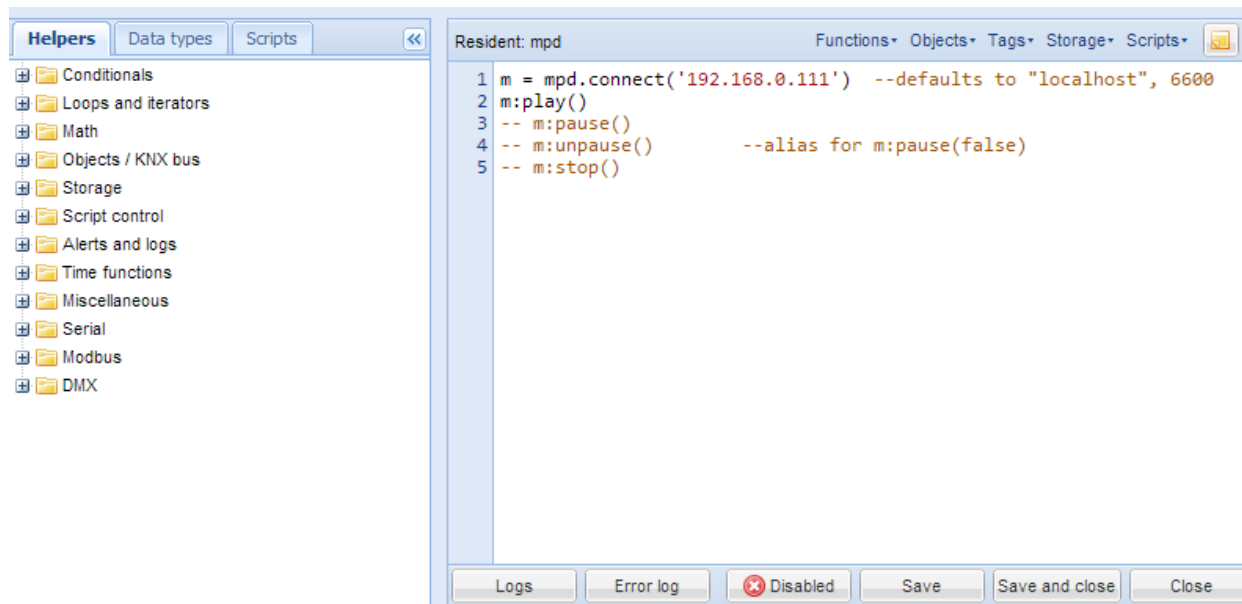 Helpers Data types Scripts
Conditionals
Loops and iterators
Math
Objects / KNX bus
Storage
Script control
Alerts and logs
Time functions
Miscellaneous
Serial
Modbus
DMX
Resident: mpd Functions Objects Tags Storage Scripts
1 m = mpd.connect('192.168.0.111')  --defaults to "localhost", 6600
2 m:play()
3 -- m:pause()
4 -- m:unpause()        --alias for m:pause(false)
5 -- m:stop()
Logs Error log Disabled Save Save and close Close